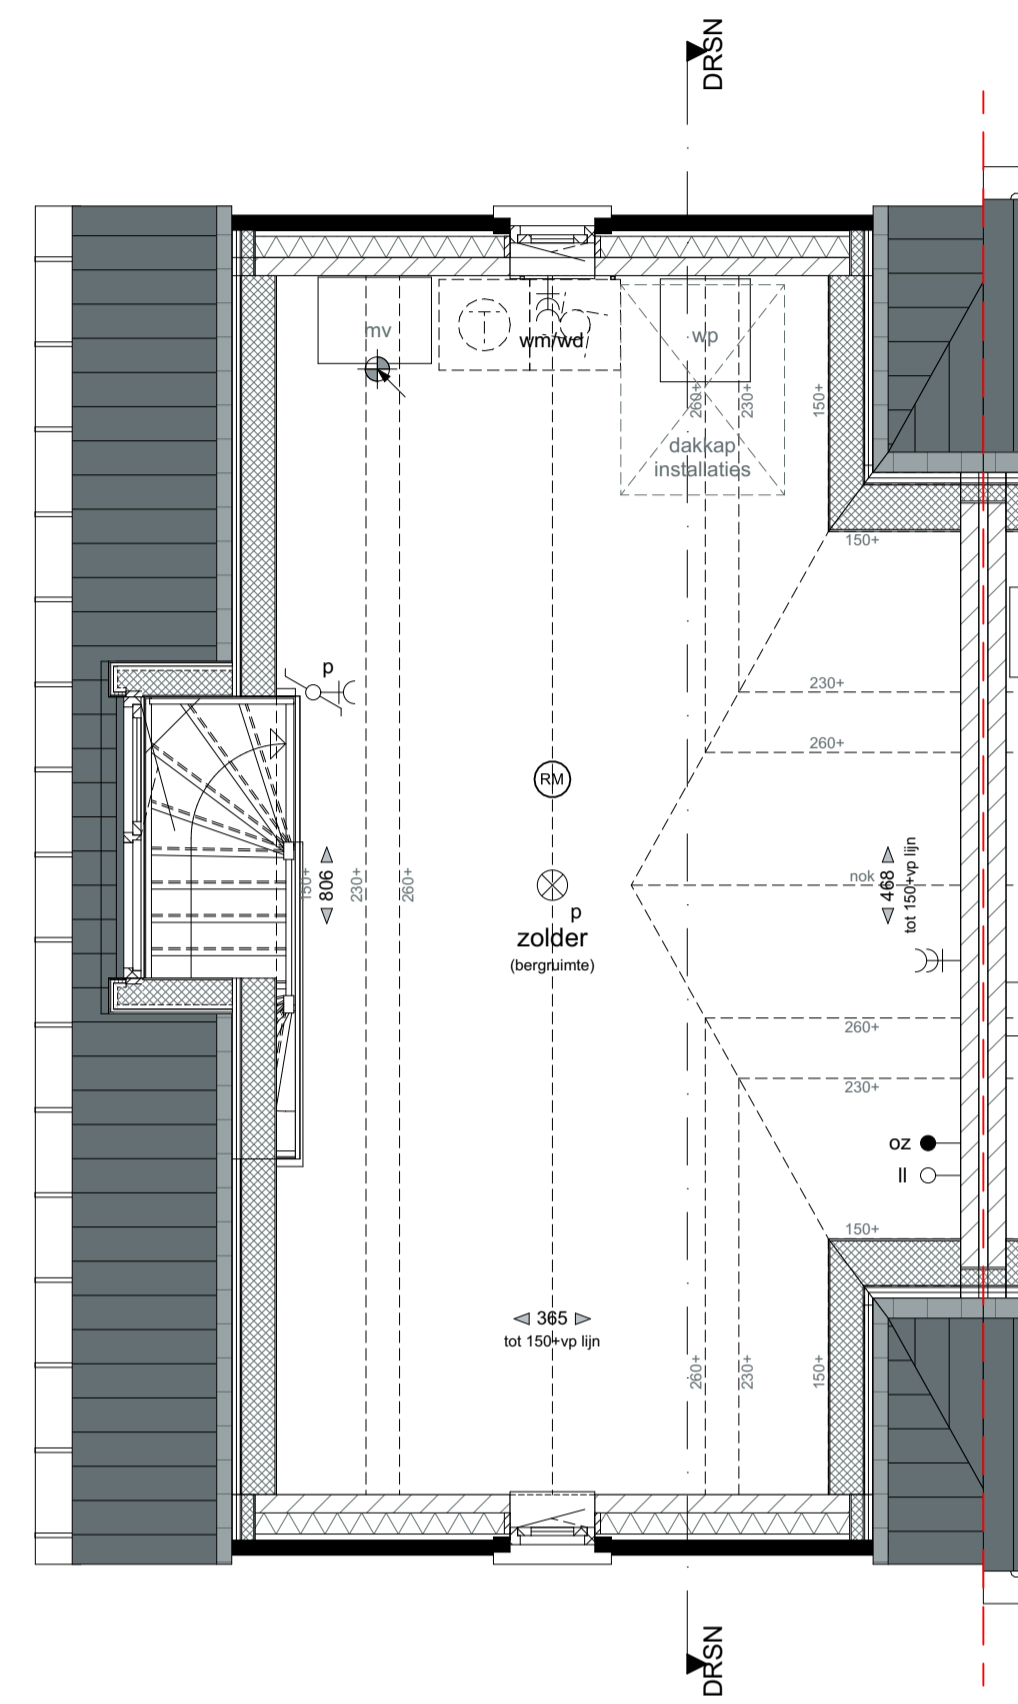 DRSN
mv
wm/wd
wp
260+
230+
150+
dakkap
installaties
150+
p
230+
260+
RM
150+
806
230+
260+
nok
468
tot 150+vp lijn
p
zolder
(bergruimte)
260+
230+
oz
ll
150+
365
tot 150+vp lijn
260+
230+
150+
DRSN